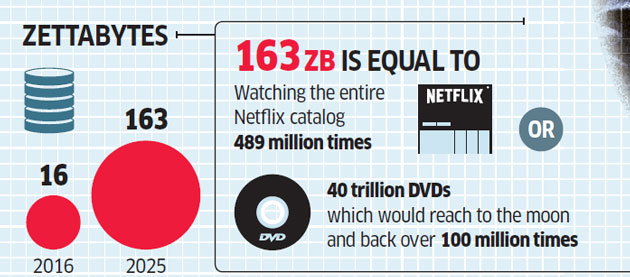 ZETTABYTES
16
2016
163
2025
163 ZB IS EQUAL TO
Watching the entire
Netflix catalog
489 million times
NETFLIX
OR
DVD
40 trillion DVDs
which would reach to the moon
and back over 100 million times